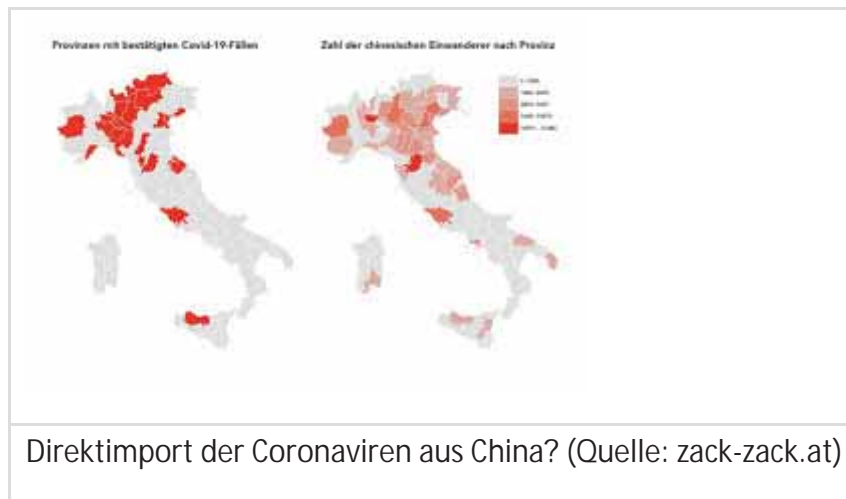 Provinzen mit bestätigten Covid-19-Fällen
Zahl der chinesischen Einwanderer nach Provinz
Direktimport der Coronaviren aus China? (Quelle: zack-zack.at)